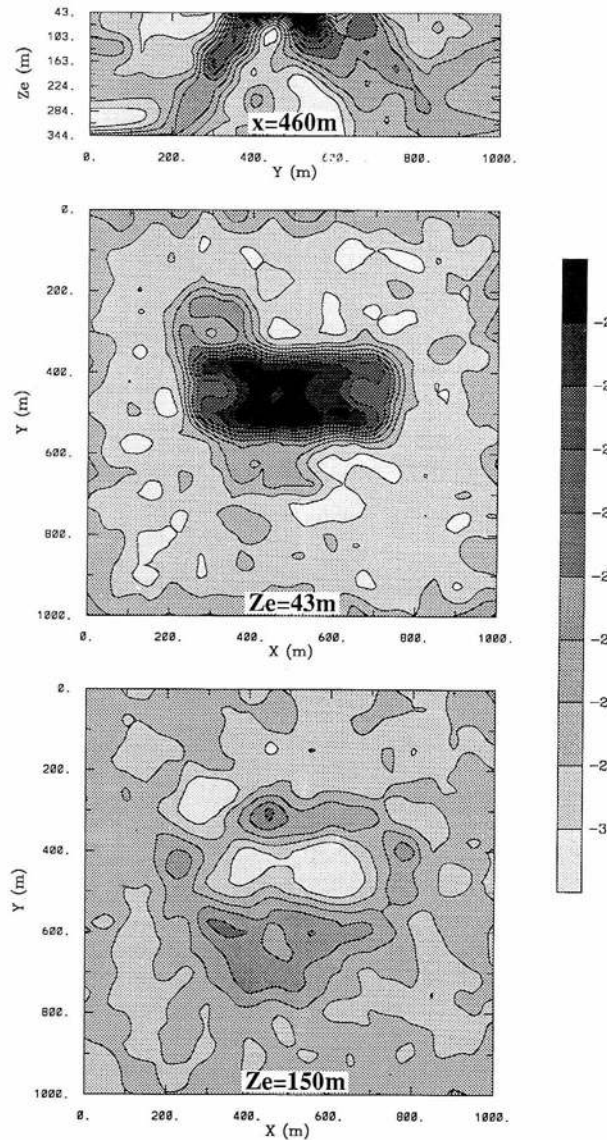 43.
103.
163.
224.
284.
344.
Ze (m)
x=460m
0. 200. 400. 800. 1000.
Y (m)
0.
200.
400.
600.
800.
1000.
Y (m)
Ze=43m
0. 200. 400. 600. 800. 1000.
X (m)
0.
200.
400.
600.
800.
1000.
Y (m)
Ze=150m
0. 200. 400. 600. 800. 1000.
X (m)
-2
-2
-2
-2
-2
-2
-2
-2
-3